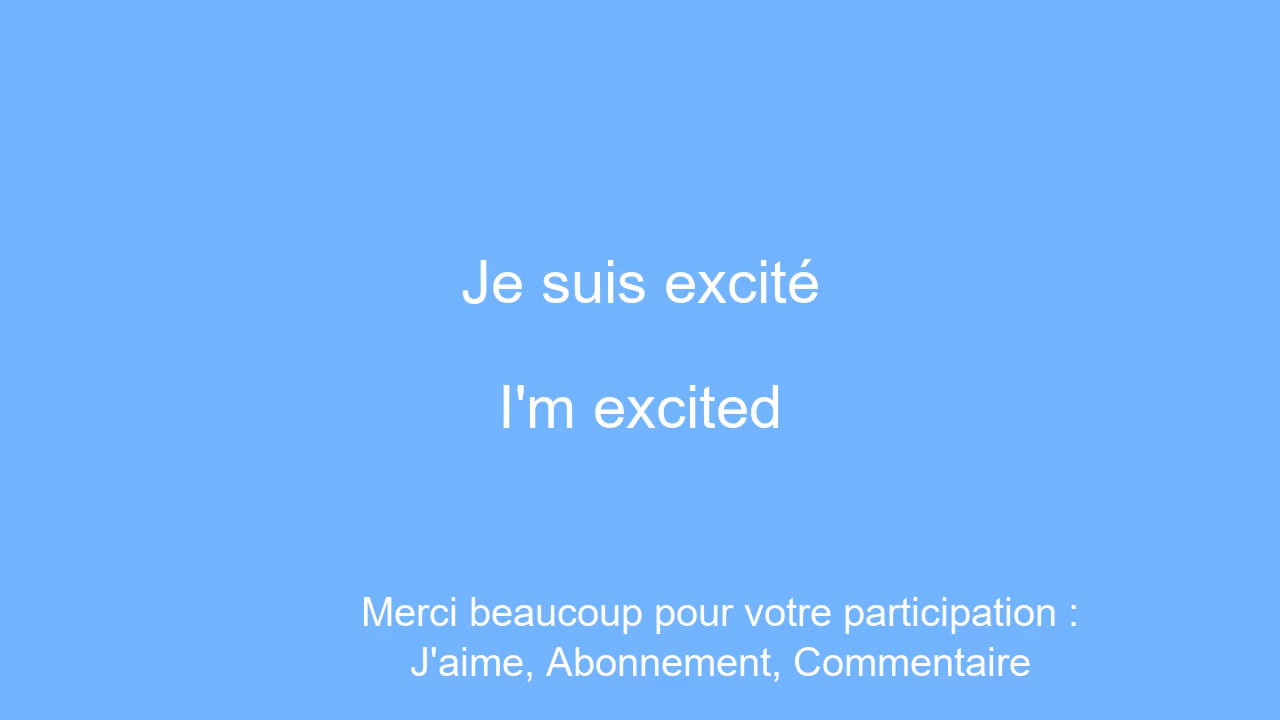 Je suis excité
I'm excited
Merci beaucoup pour votre participation :
J'aime, Abonnement, Commentaire